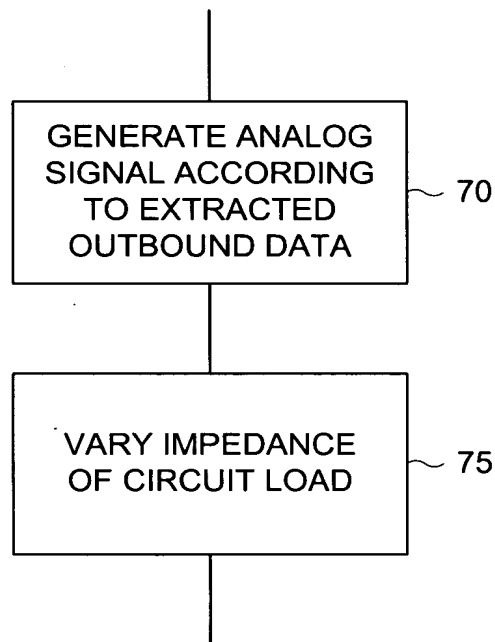 GENERATE ANALOG
SIGNAL ACCORDING
TO EXTRACTED
OUTBOUND DATA
70
VARY IMPEDANCE
OF CIRCUIT LOAD
75